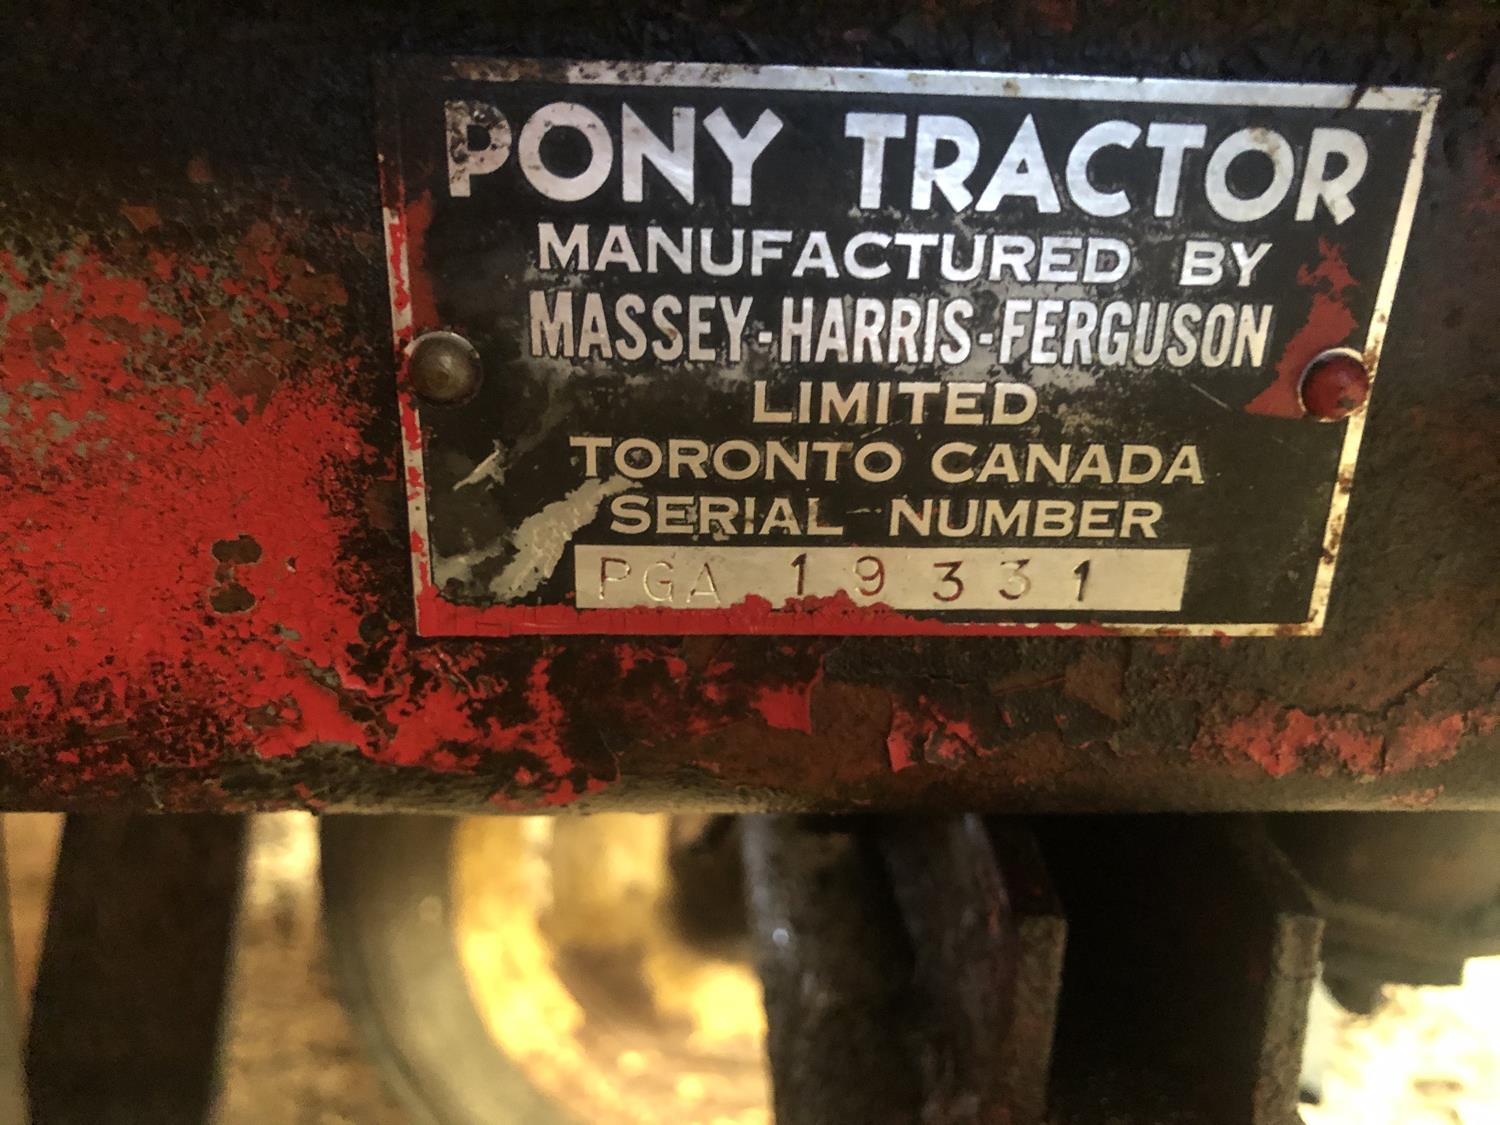 PONY TRACTOR
MANUFACTURED BY
MASSEY-HARRIS-FERGUSON
LIMITED
TORONTO CANADA
SERIAL NUMBER
PGA 19331